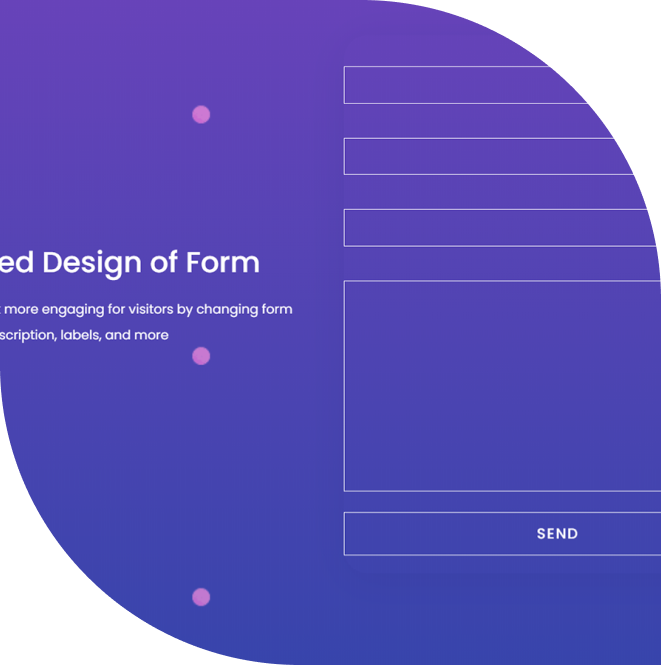 ed Design of Form
more engaging for visitors by changing form
scription, labels, and more
SEND